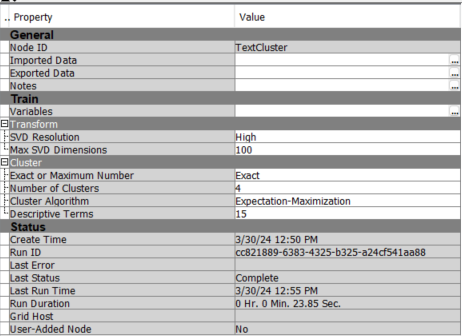 .. Property Value
General
Node ID TextCluster
Imported Data ...
Exported Data ...
Notes ...
Train
Variables ...
Transform
SVD Resolution High
Max SVD Dimensions 100
Cluster
Exact or Maximum Number Exact
Number of Clusters 4
Cluster Algorithm Expectation-Maximization
Descriptive Terms 15
Status
Create Time 3/30/24 12:50 PM
Run ID cc821889-6383-4325-b325-a24cf541aa88
Last Error
Last Status Complete
Last Run Time 3/30/24 12:55 PM
Run Duration 0 Hr. 0 Min. 23.85 Sec.
Grid Host
User-Added Node No